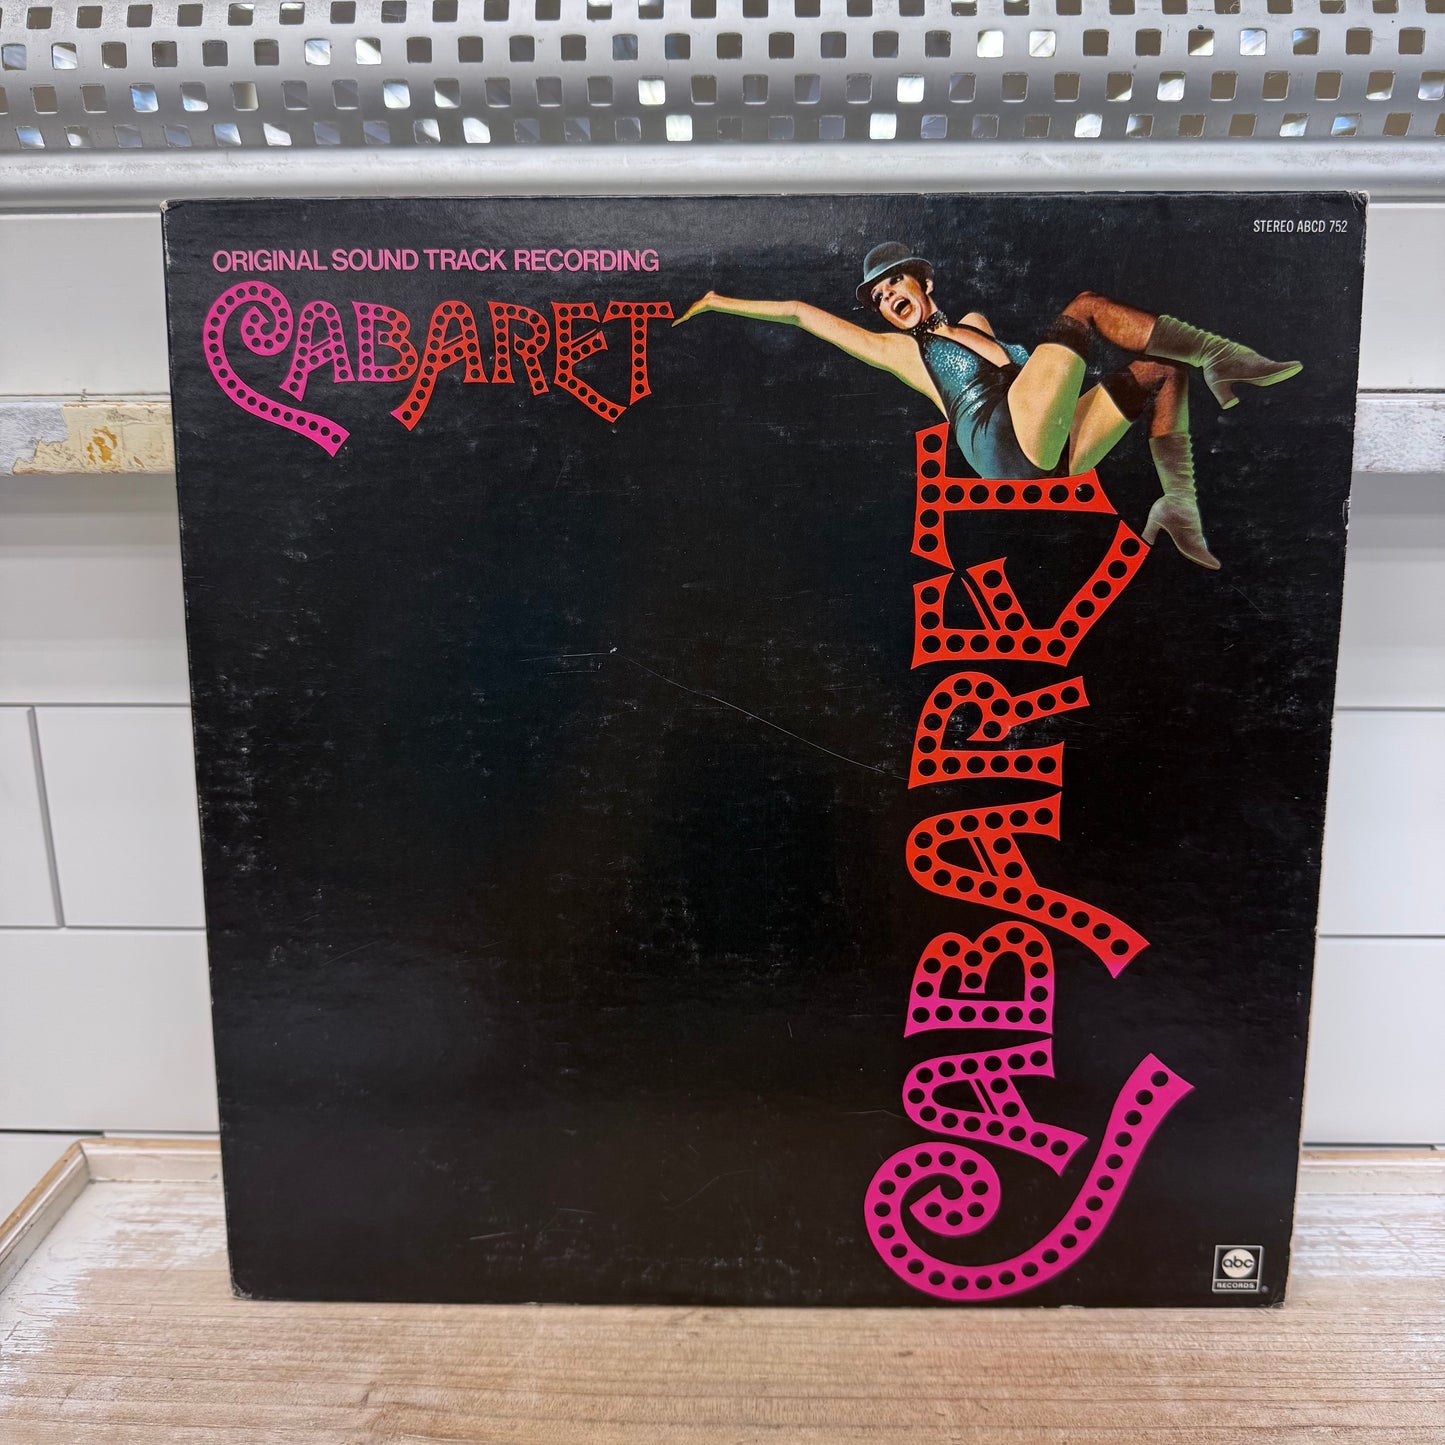 STEREO ABCD 752
ORIGINAL SOUND TRACK RECORDING
CABARET
CABARET
abc
RECORDS